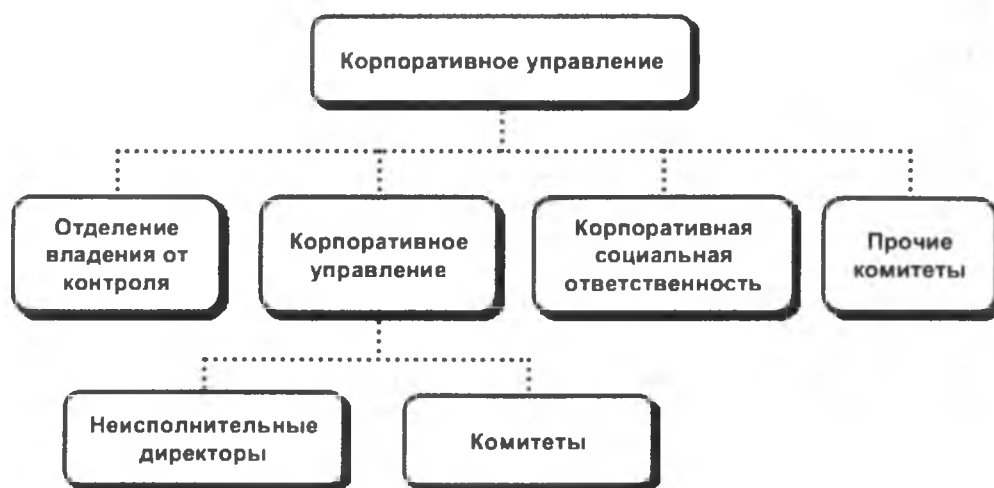 Корпоративное управление
Отделение
владения от
контроля
Корпоративное
управление
Корпоративная
социальная
ответственность
Прочие
комитеты
Неисполнительные
директоры
Комитеты